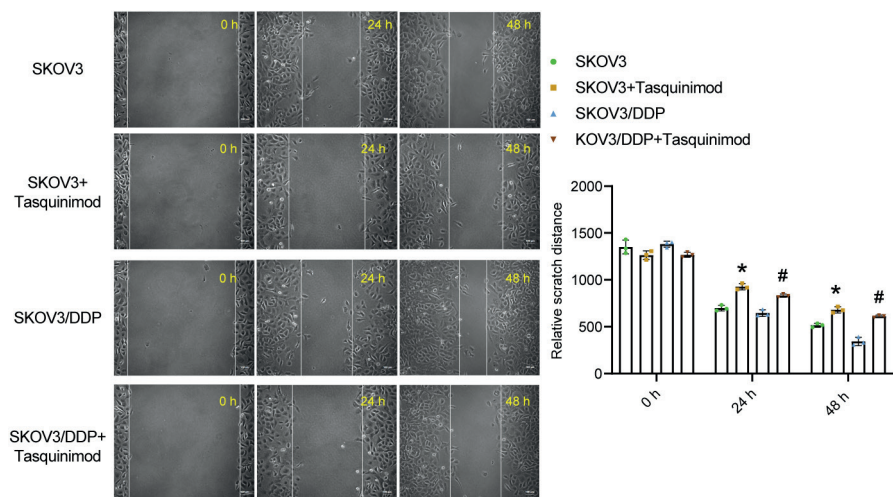 SKOV3
0 h
24 h
48 h
SKOV3+
Tasquinimod
0 h
24 h
48 h
SKOV3/DDP
0 h
24 h
48 h
SKOV3/DDP+
Tasquinimod
0 h
24 h
48 h
SKOV3
SKOV3+Tasquinimod
SKOV3/DDP
KOV3/DDP+Tasquinimod
Relative scratch distance
2000
1500
1000
500
0
*
#
*
#
0 h
24 h
48 h